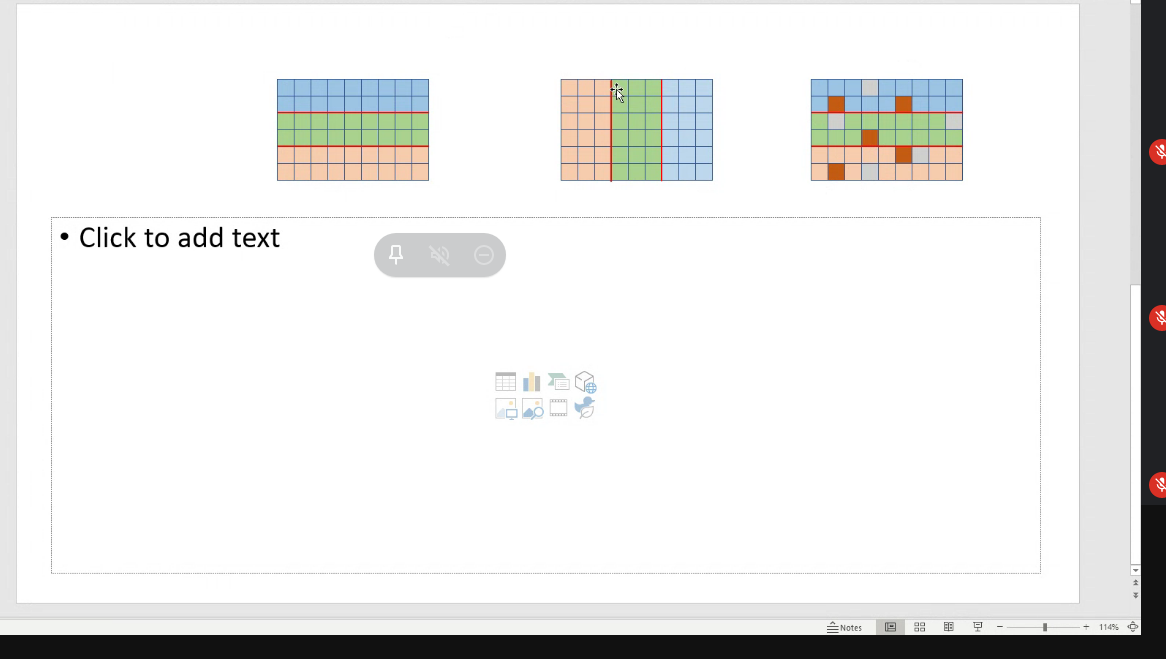 • Click to add text
Notes
114%